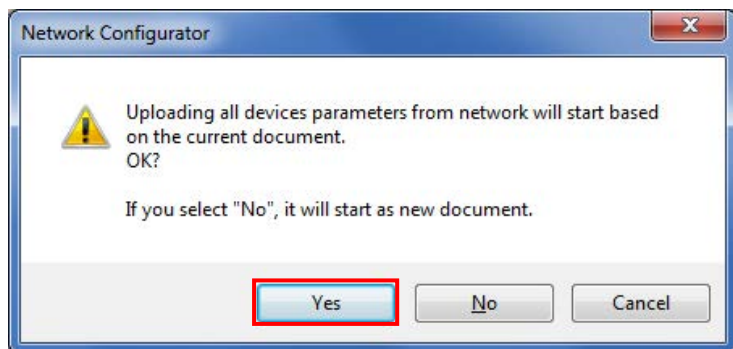 Network Configurator
Uploading all devices parameters from network will start based
on the current document.
OK?
If you select "No", it will start as new document.
Yes
No
Cancel